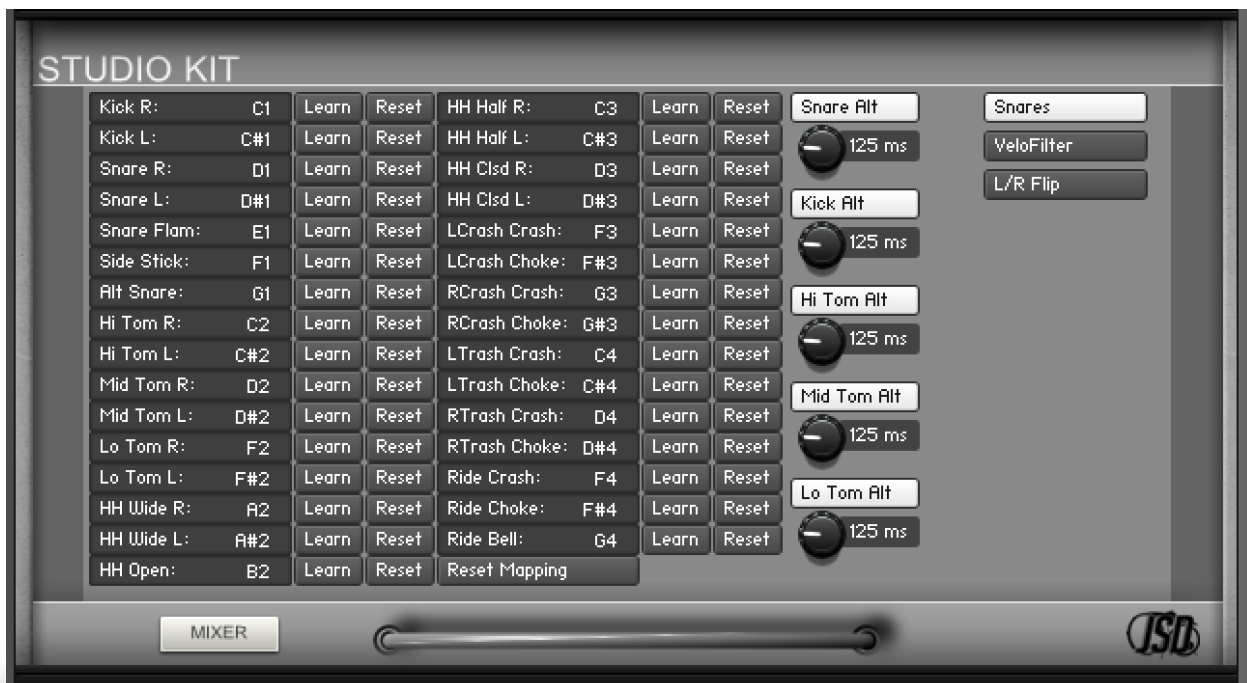 STUDIO KIT
Kick R: C1 Learn Reset HH Half R: C3 Learn Reset Snare Alt Snares
Kick L: C#1 Learn Reset HH Half L: C#3 Learn Reset 125 ms VeloFilter
Snare R: D1 Learn Reset HH Clsd R: D3 Learn Reset L/R Flip
Snare L: D#1 Learn Reset HH Clsd L: D#3 Learn Reset Kick Alt
Snare Flam: E1 Learn Reset LCrash Crash: F3 Learn Reset 125 ms
Side Stick: F1 Learn Reset LCrash Choke: F#3 Learn Reset
Alt Snare: G1 Learn Reset RCrash Crash: G3 Learn Reset Hi Tom Alt
Hi Tom R: C2 Learn Reset RCrash Choke: G#3 Learn Reset 125 ms
Hi Tom L: C#2 Learn Reset LTrash Crash: C4 Learn Reset
Mid Tom R: D2 Learn Reset LTrash Choke: C#4 Learn Reset Mid Tom Alt
Mid Tom L: D#2 Learn Reset RTrash Crash: D4 Learn Reset 125 ms
Lo Tom R: F2 Learn Reset RTrash Choke: D#4 Learn Reset
Lo Tom L: F#2 Learn Reset Ride Crash: F4 Learn Reset Lo Tom Alt
HH Wide R: A2 Learn Reset Ride Choke: F#4 Learn Reset 125 ms
HH Wide L: A#2 Learn Reset Ride Bell: G4 Learn Reset
HH Open: B2 Learn Reset Reset Mapping
MIXER
JSD